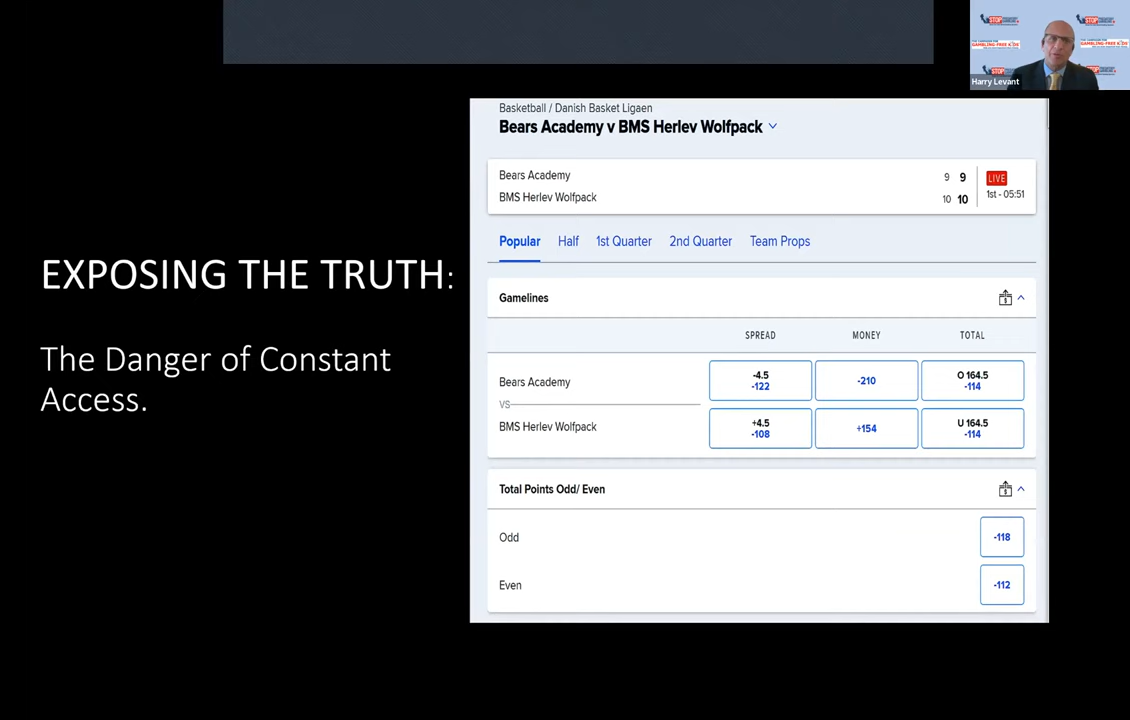 Harry Levant
EXPOSING THE TRUTH:
The Danger of Constant
Access.
Basketball / Danish Basket Ligaen
Bears Academy v BMS Herlev Wolfpack
Bears Academy 9 9
BMS Herlev Wolfpack 10 10
LIVE
1st - 05:51
Popular Half 1st Quarter 2nd Quarter Team Props
Gamelines
SPREAD MONEY TOTAL
Bears Academy
-4.5
-122
-210
O 164.5
-114
VS
BMS Herlev Wolfpack
+4.5
-108
+154
U 164.5
-114
Total Points Odd/ Even
Odd -118
Even -112